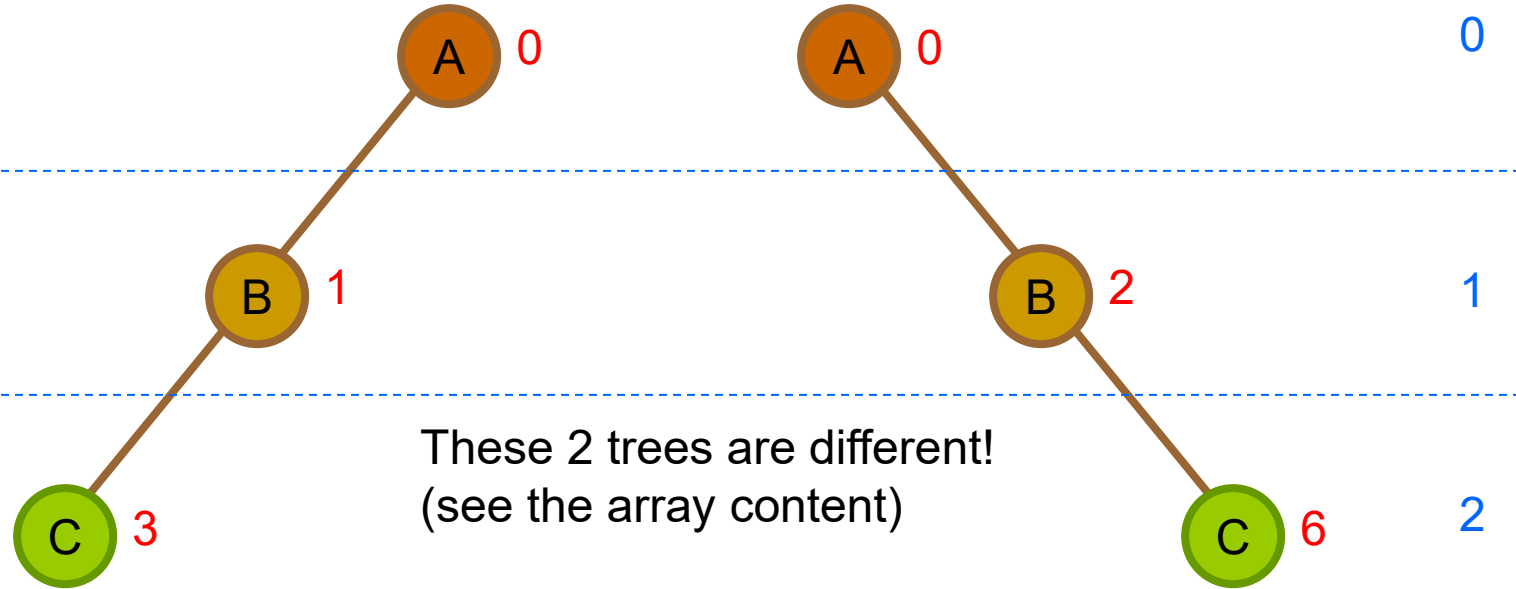 A 0 A 0 0
B 1 B 2 1
These 2 trees are different!
(see the array content)
C 3 C 6 2